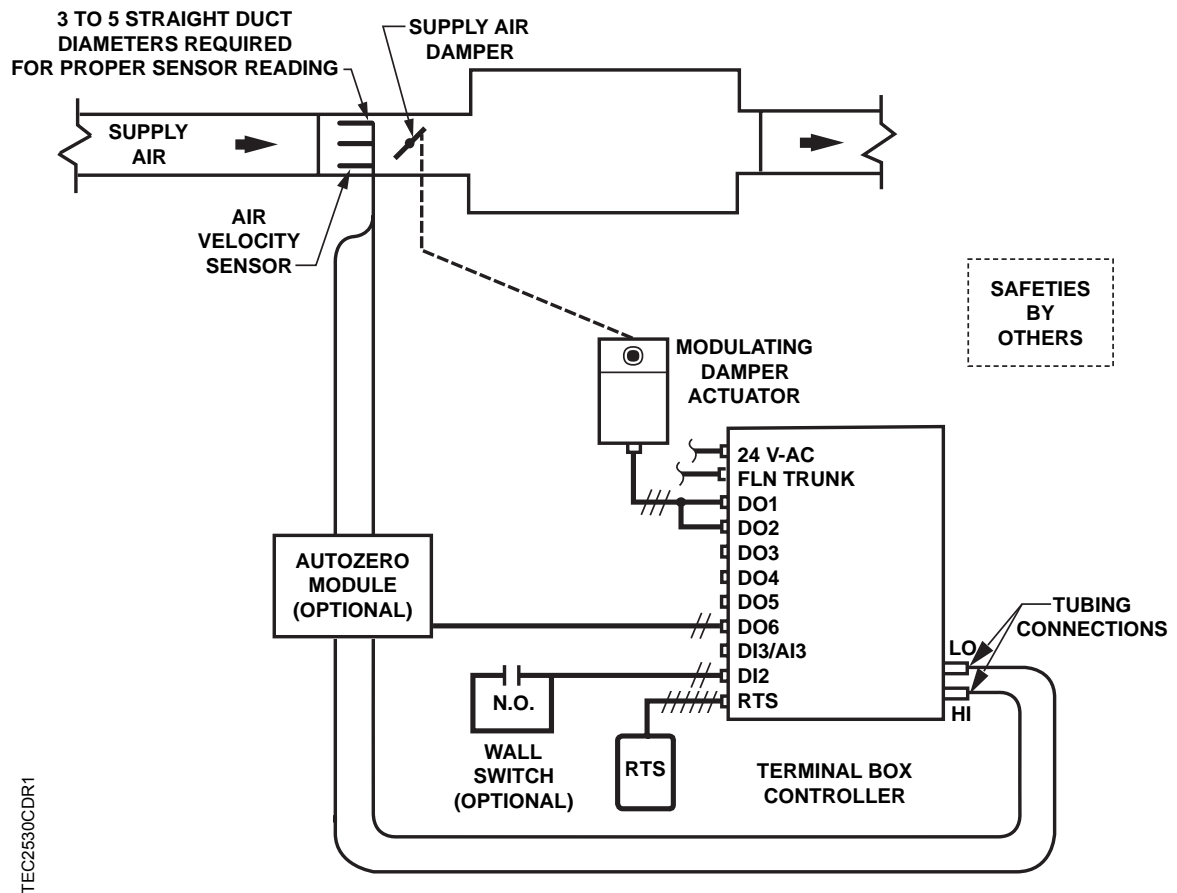 3 TO 5 STRAIGHT DUCT
DIAMETERS REQUIRED
FOR PROPER SENSOR READING
SUPPLY AIR
DAMPER
SUPPLY
AIR
AIR
VELOCITY
SENSOR
SAFETIES
BY
OTHERS
MODULATING
DAMPER
ACTUATOR
24 V-AC
FLN TRUNK
DO1
DO2
DO3
DO4
DO5
DO6
DI3/AI3
DI2
RTS
AUTOZERO
MODULE
(OPTIONAL)
TUBING
CONNECTIONS
LO
HI
N.O.
WALL
SWITCH
(OPTIONAL)
RTS
TERMINAL BOX
CONTROLLER
TEC2530CDR1